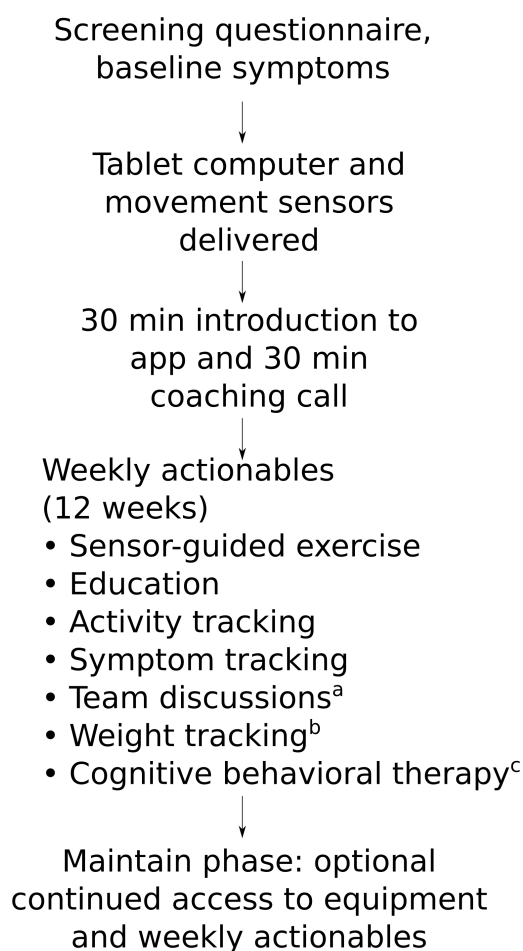 Screening questionnaire,
baseline symptoms
Tablet computer and
movement sensors
delivered
30 min introduction to
app and 30 min
coaching call
Weekly actionables
(12 weeks)
• Sensor-guided exercise
• Education
• Activity tracking
• Symptom tracking
• Team discussionsᵃ
• Weight trackingᵇ
• Cognitive behavioral therapyᶜ
Maintain phase: optional
continued access to equipment
and weekly actionables